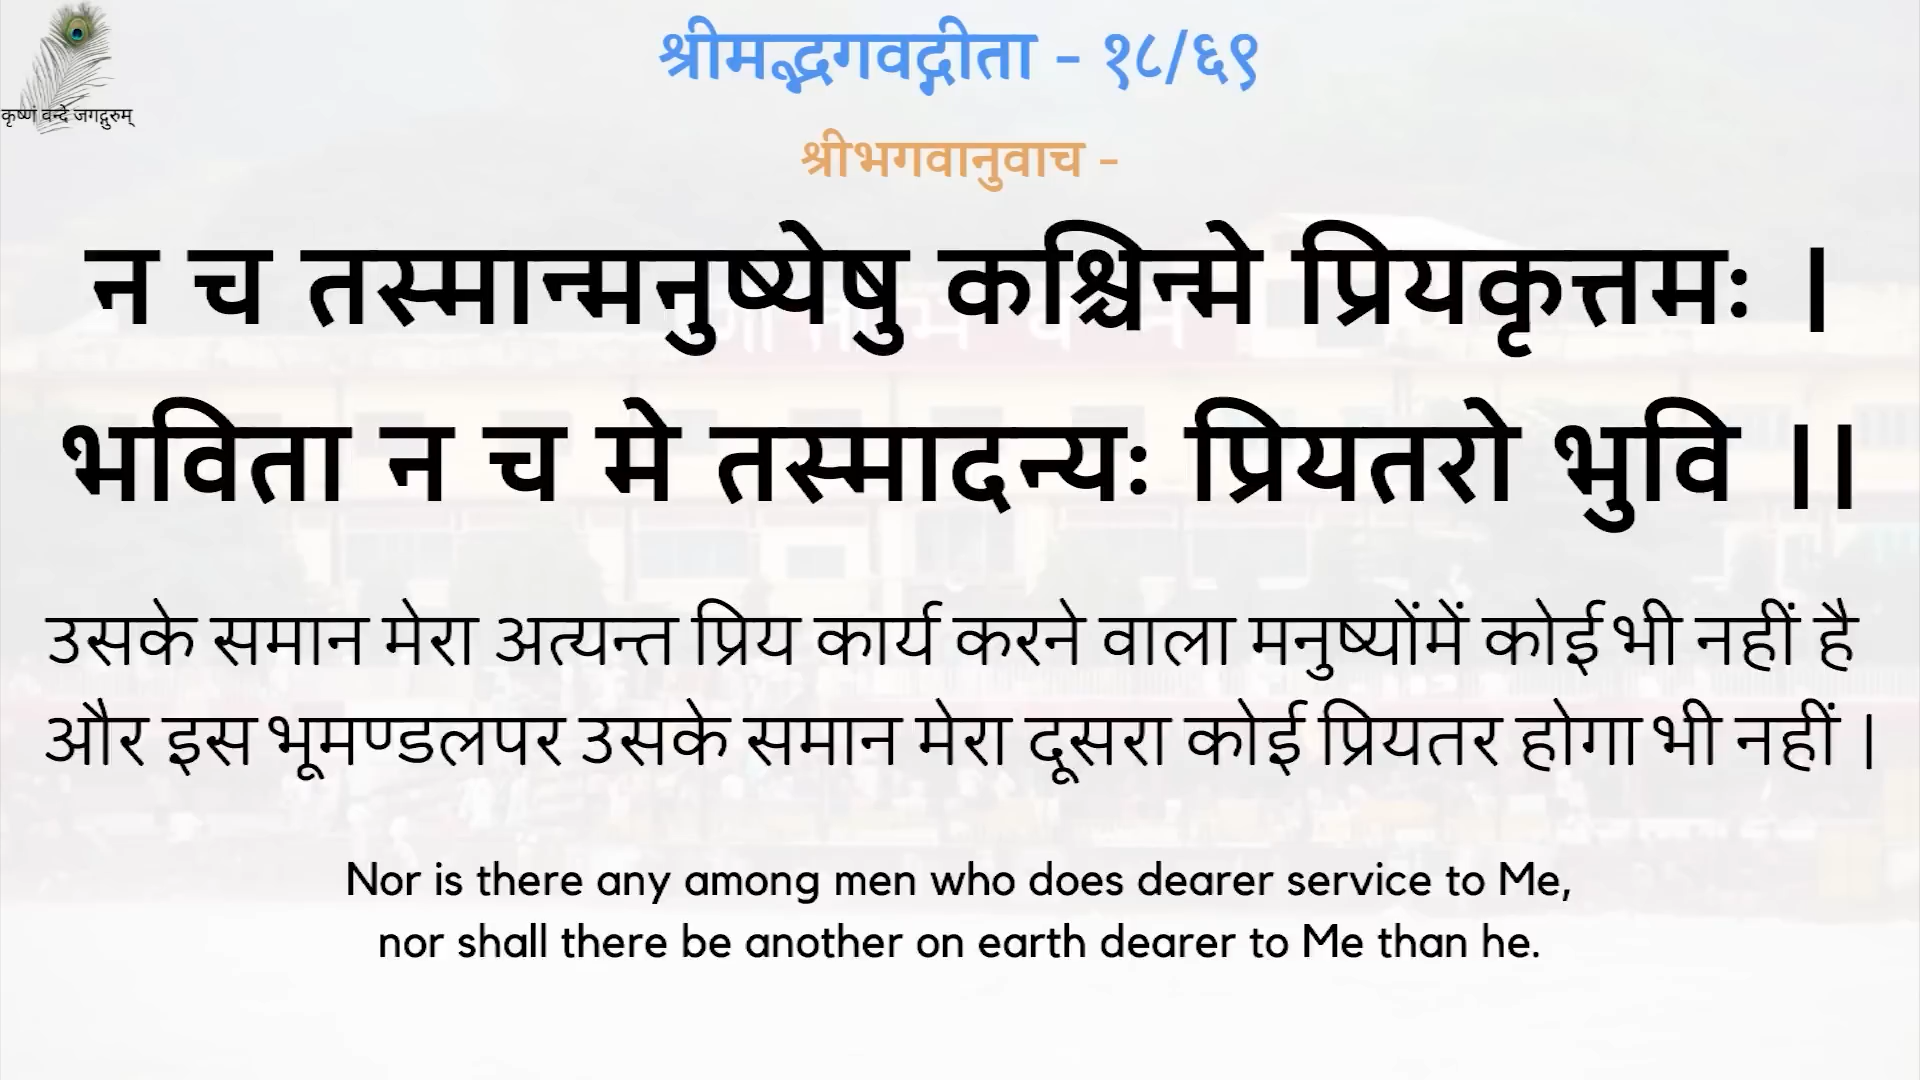 श्रीमद्भगवद्गीता - १८/६९
कृष्णं वन्दे जगद्गुरुम्
श्रीभगवानुवाच -
न च तस्मान्मनुष्येषु कश्चिन्मे प्रियकृत्तमः ।
भविता न च मे तस्मादन्यः प्रियतरो भुवि ।।
उसके समान मेरा अत्यन्त प्रिय कार्य करने वाला मनुष्योंमें कोई भी नहीं है
और इस भूमण्डलपर उसके समान मेरा दूसरा कोई प्रियतर होगा भी नहीं |
Nor is there any among men who does dearer service to Me,
nor shall there be another on earth dearer to Me than he.